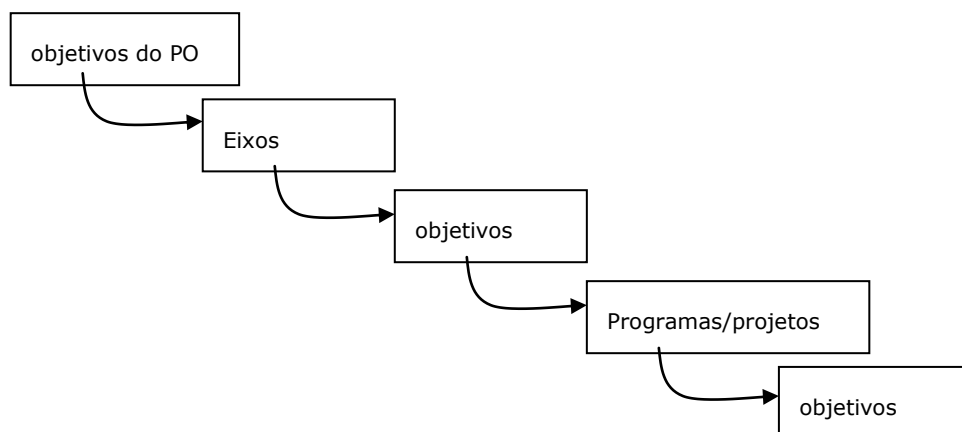 objetivos do PO
Eixos
objetivos
Programas/projetos
objetivos